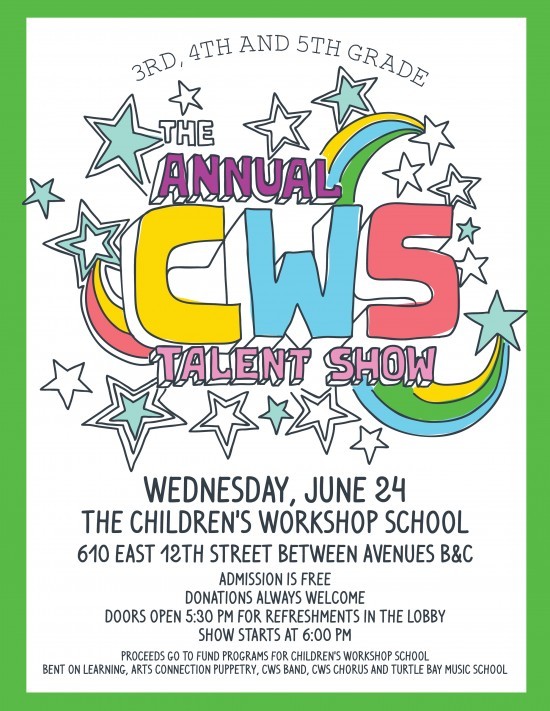 3RD, 4TH AND 5TH GRADE
THE
ANNUAL
CWS
TALENT SHOW
WEDNESDAY, JUNE 24
THE CHILDREN'S WORKSHOP SCHOOL
610 EAST 12TH STREET BETWEEN AVENUES B&C
ADMISSION IS FREE
DONATIONS ALWAYS WELCOME
DOORS OPEN 5:30 PM FOR REFRESHMENTS IN THE LOBBY
SHOW STARTS AT 6:00 PM
PROCEEDS GO TO FUND PROGRAMS FOR CHILDREN'S WORKSHOP SCHOOL
BENT ON LEARNING, ARTS CONNECTION PUPPETRY, CWS BAND, CWS CHORUS AND TURTLE BAY MUSIC SCHOOL